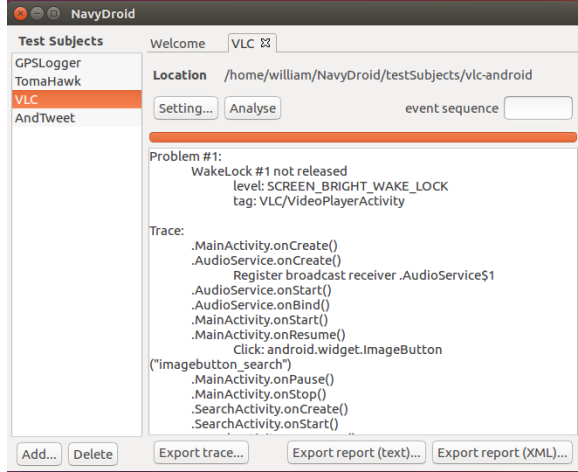 NavyDroid
Test Subjects
GPSLogger
TomaHawk
VLC
AndTweet
Add... Delete
Welcome VLC
Location /home/william/NavyDroid/testSubjects/vlc-android
Setting... Analyse event sequence
Problem #1:
WakeLock #1 not released
level: SCREEN_BRIGHT_WAKE_LOCK
tag: VLC/VideoPlayerActivity
Trace:
.MainActivity.onCreate()
.AudioService.onCreate()
Register broadcast receiver .AudioService$1
.AudioService.onStart()
.AudioService.onBind()
.MainActivity.onStart()
.MainActivity.onResume()
Click: android.widget.ImageButton
("imagebutton_search")
.MainActivity.onPause()
.MainActivity.onStop()
.SearchActivity.onCreate()
.SearchActivity.onStart()
Export trace... Export report (text)... Export report (XML)...